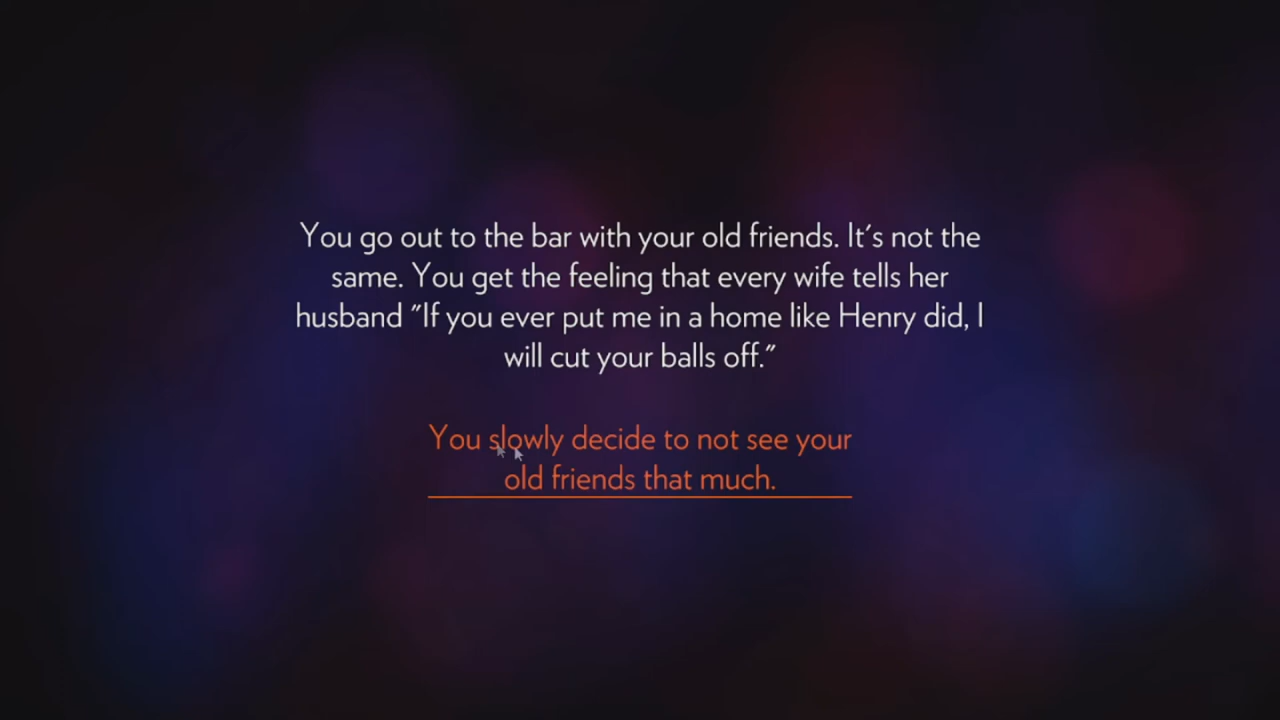 You go out to the bar with your old friends. It's not the
same. You get the feeling that every wife tells her
husband "If you ever put me in a home like Henry did, I
will cut your balls off."
You slowly decide to not see your
old friends that much.